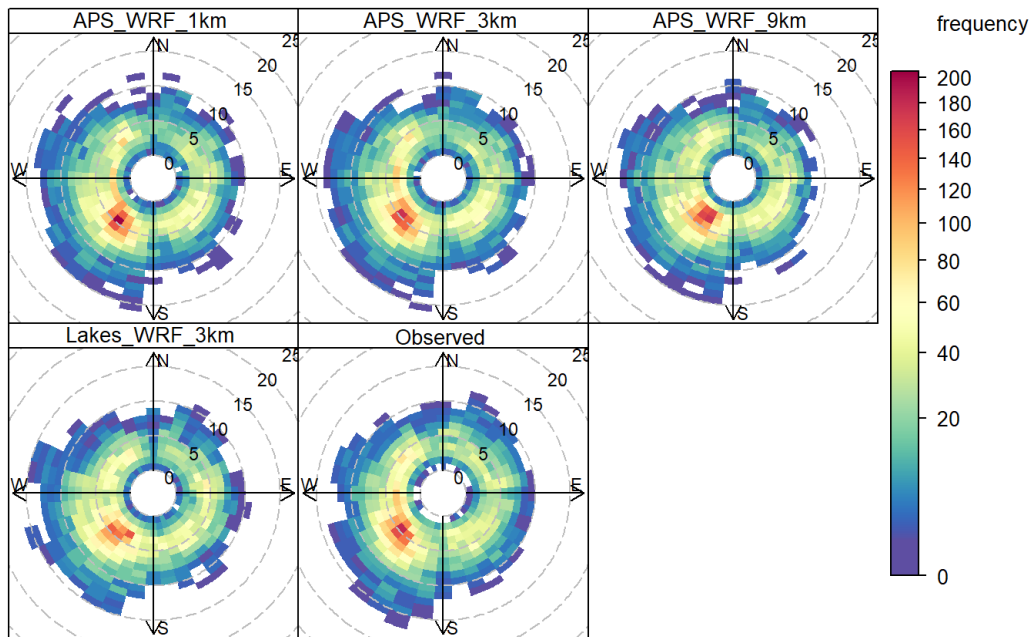 APS_WRF_1km APS_WRF_3km APS_WRF_9km frequency
N 25 N 25 N 25
20 20 20
15 15 15
10 10 10
5 5 5
0 0 0
W E W E W E
S S S
200
180
160
140
120
100
80
60
40
20
0
Lakes_WRF_3km Observed
N 25 N 25
20 20
15 15
10 10
5 5
0 0
W E W E
S S